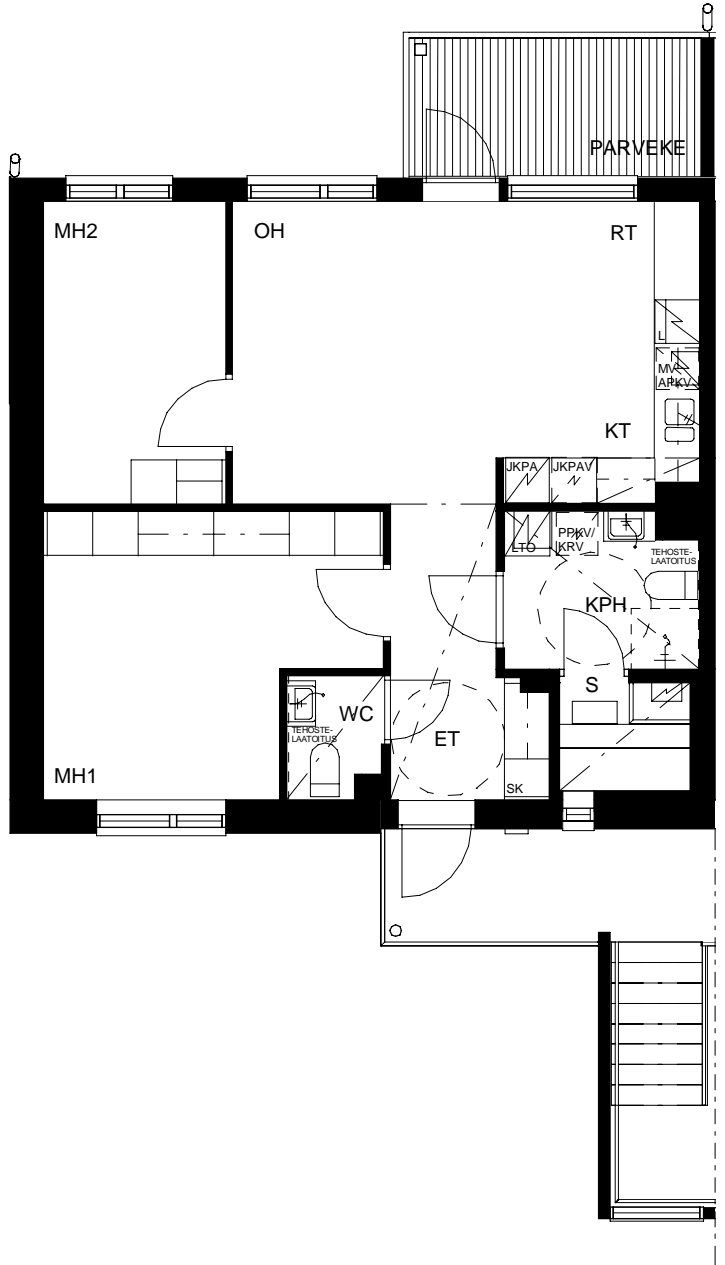 PARVEKE
MH2
OH
RT
L
MV/
APKV
KT
JKPA
JKPAV
LTO
PPKV/
KRV
TEHOSTE-
LAATOITUS
KPH
S
WC
TEHOSTE-
LAATOITUS
ET
MH1
SK